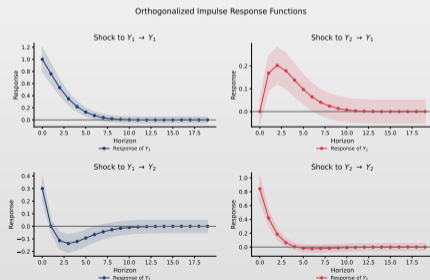 Orthogonalized Impulse Response Functions
Shock to Y₁ → Y₁
Response
1.2
1.0
0.8
0.6
0.4
0.2
0.0
0.0 2.5 5.0 7.5 10.0 12.5 15.0 17.5
Horizon
Response of Y₁
Shock to Y₂ → Y₁
Response
0.2
0.1
0.0
0.0 2.5 5.0 7.5 10.0 12.5 15.0 17.5
Horizon
Response of Y₁
Shock to Y₁ → Y₂
Response
0.4
0.3
0.2
0.1
0.0
−0.1
−0.2
0.0 2.5 5.0 7.5 10.0 12.5 15.0 17.5
Horizon
Shock to Y₂ → Y₂
Response
1.0
0.8
0.6
0.4
0.2
0.0
0.0 2.5 5.0 7.5 10.0 12.5 15.0 17.5
Horizon